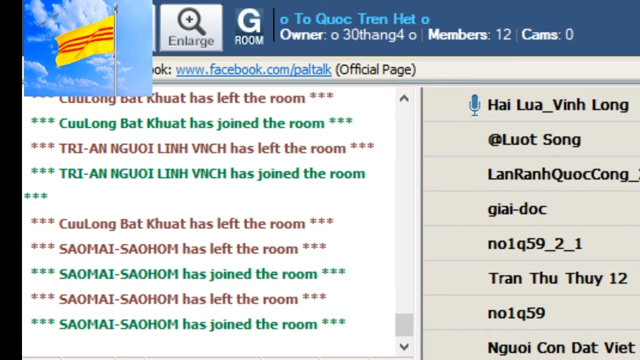 Enlarge
G
ROOM
o To Quoc Tren Het o
Owner: o 30thang4 o | Members: 12 | Cams: 0
ok: www.facebook.com/paltalk (Official Page)
*** CuuLong Bat Khuat has left the room ***
*** CuuLong Bat Khuat has joined the room ***
*** TRI-AN NGUOI LINH VNCH has left the room ***
*** TRI-AN NGUOI LINH VNCH has joined the room
***
*** CuuLong Bat Khuat has left the room ***
*** SAOMAI-SAOHOM has left the room ***
*** SAOMAI-SAOHOM has joined the room ***
*** SAOMAI-SAOHOM has left the room ***
*** SAOMAI-SAOHOM has joined the room ***
Hai Lua_Vinh Long
@Luot Song
LanRanhQuocCong_2
giai-doc
no1q59_2_1
Tran Thu Thuy 12
no1q59
Nguoi Con Dat Viet